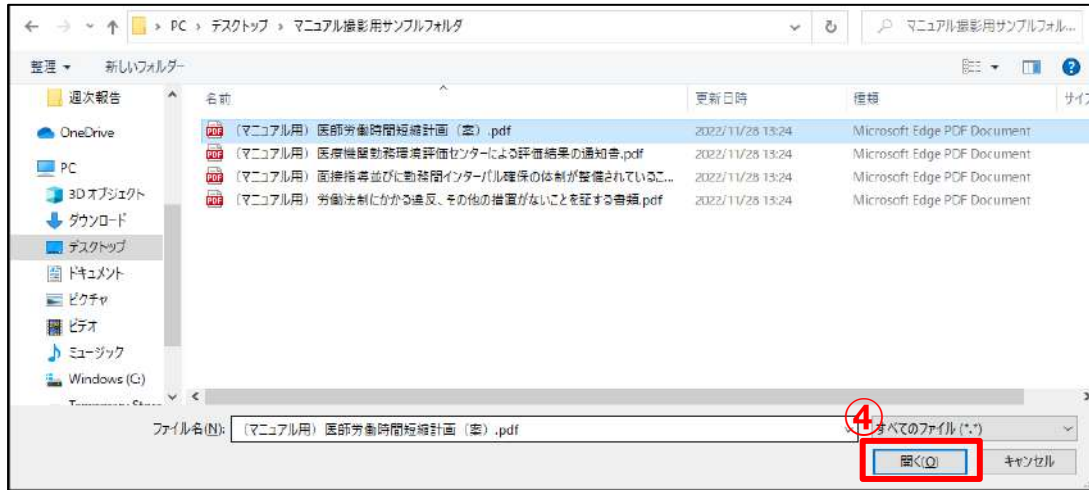 PC › デスクトップ › マニュアル撮影用サンプルフォルダ
マニュアル撮影用サンプルフォル...
整理 新しいフォルダー
週次報告
OneDrive
PC
3D オブジェクト
ダウンロード
デスクトップ
ドキュメント
ピクチャ
ビデオ
ミュージック
Windows (C:)
名前 更新日時 種類 サイズ
(マニュアル用) 医師労働時間短縮計画 (案) .pdf 2022/11/28 13:24 Microsoft Edge PDF Document
(マニュアル用) 医療機関勤務環境評価センターによる評価結果の通知書.pdf 2022/11/28 13:24 Microsoft Edge PDF Document
(マニュアル用) 面接指導並びに勤務間インターバル確保の体制が整備されているこ... 2022/11/28 13:24 Microsoft Edge PDF Document
(マニュアル用) 労働法制にかかる違反、その他の措置がないことを証する書類.pdf 2022/11/28 13:24 Microsoft Edge PDF Document
ファイル名(N): (マニュアル用) 医師労働時間短縮計画 (案) .pdf
④
すべてのファイル (*.*)
開く(O) キャンセル